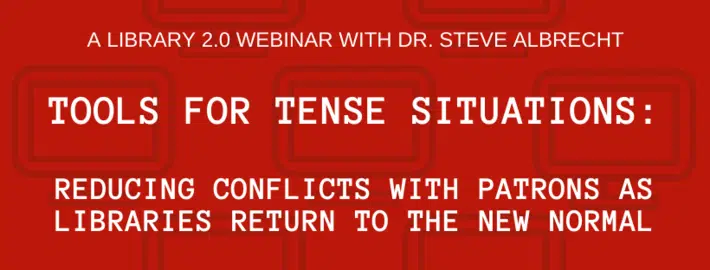 A LIBRARY 2.0 WEBINAR WITH DR. STEVE ALBRECHT
TOOLS FOR TENSE SITUATIONS:
REDUCING CONFLICTS WITH PATRONS AS
LIBRARIES RETURN TO THE NEW NORMAL